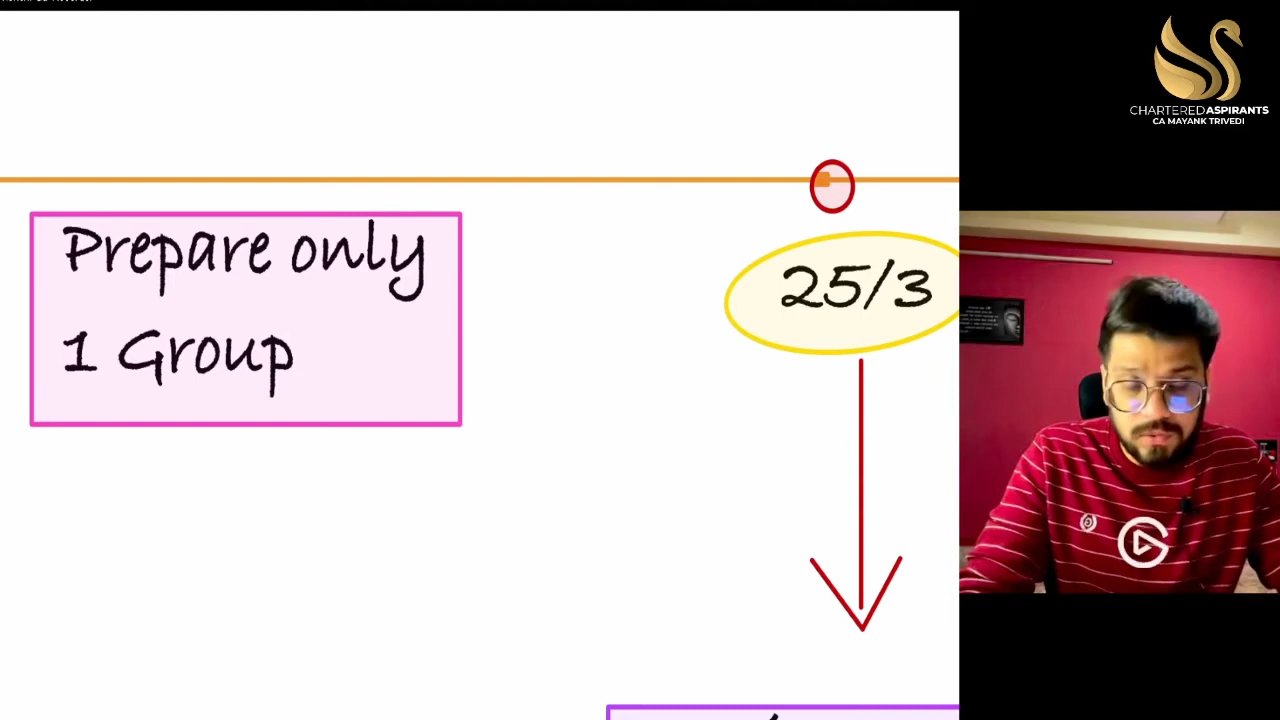 CHARTEREDASPIRANTS
CA MAYANK TRIVEDI
Prepare only
1 Group
25/3